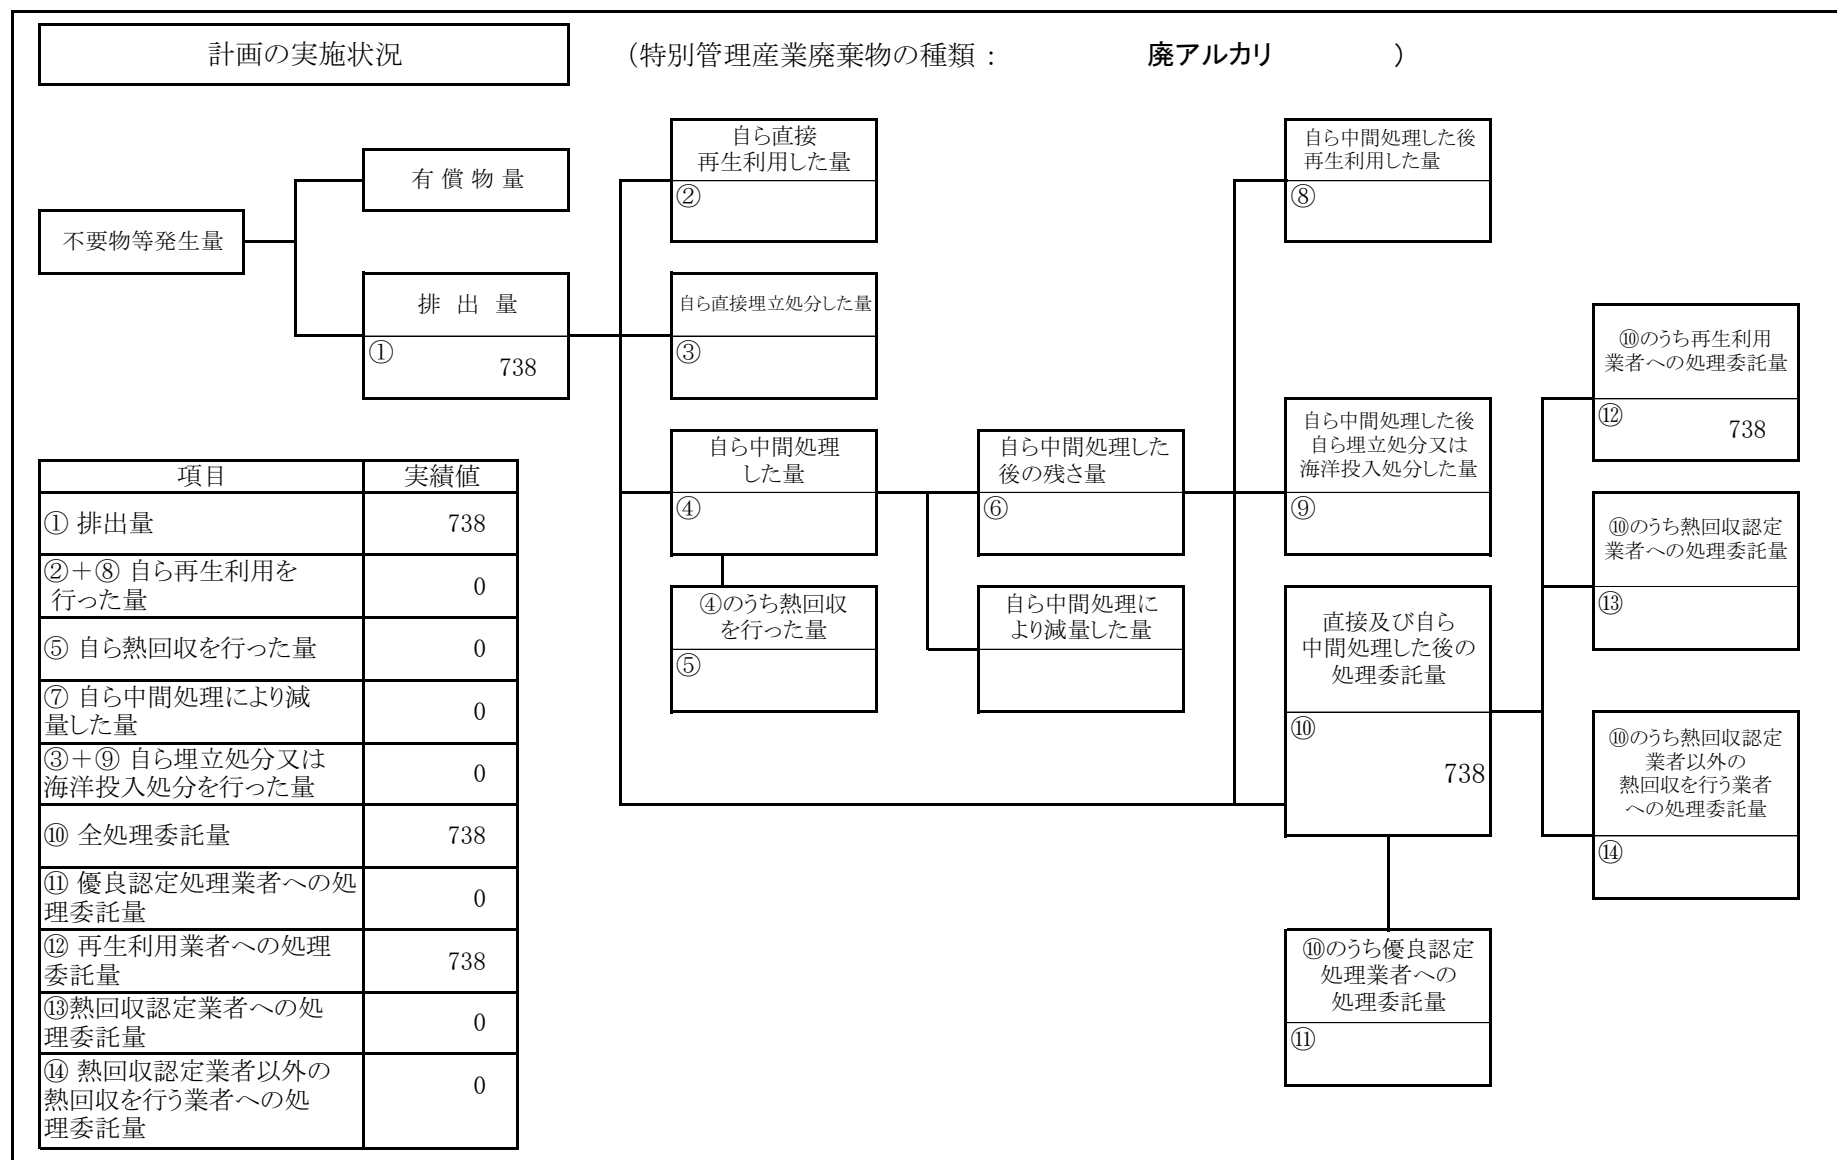 計画の実施状況
(特別管理産業廃棄物の種類: 廃アルカリ )
不要物等発生量
有償物量
排出量
①
738
自ら直接
再生利用した量
②
自ら直接埋立処分した量
③
自ら中間処理
した量
④
④のうち熱回収
を行った量
⑤
自ら中間処理した
後の残さ量
⑥
自ら中間処理に
より減量した量
自ら中間処理した後
再生利用した量
⑧
自ら中間処理した後
自ら埋立処分又は
海洋投入処分した量
⑨
直接及び自ら
中間処理した後の
処理委託量
⑩
738
⑩のうち優良認定
処理業者への
処理委託量
⑪
⑩のうち再生利用
業者への処理委託量
⑫
738
⑩のうち熱回収認定
業者への処理委託量
⑬
⑩のうち熱回収認定
業者以外の
熱回収を行う業者
への処理委託量
⑭
項目 実績値
① 排出量 738
②+⑧ 自ら再生利用を
行った量 0
⑤ 自ら熱回収を行った量 0
⑦ 自ら中間処理により減
量した量 0
③+⑨ 自ら埋立処分又は
海洋投入処分を行った量 0
⑩ 全処理委託量 738
⑪ 優良認定処理業者への処
理委託量 0
⑫ 再生利用業者への処理
委託量 738
⑬熱回収認定業者への処
理委託量 0
⑭ 熱回収認定業者以外の
熱回収を行う業者への処
理委託量 0